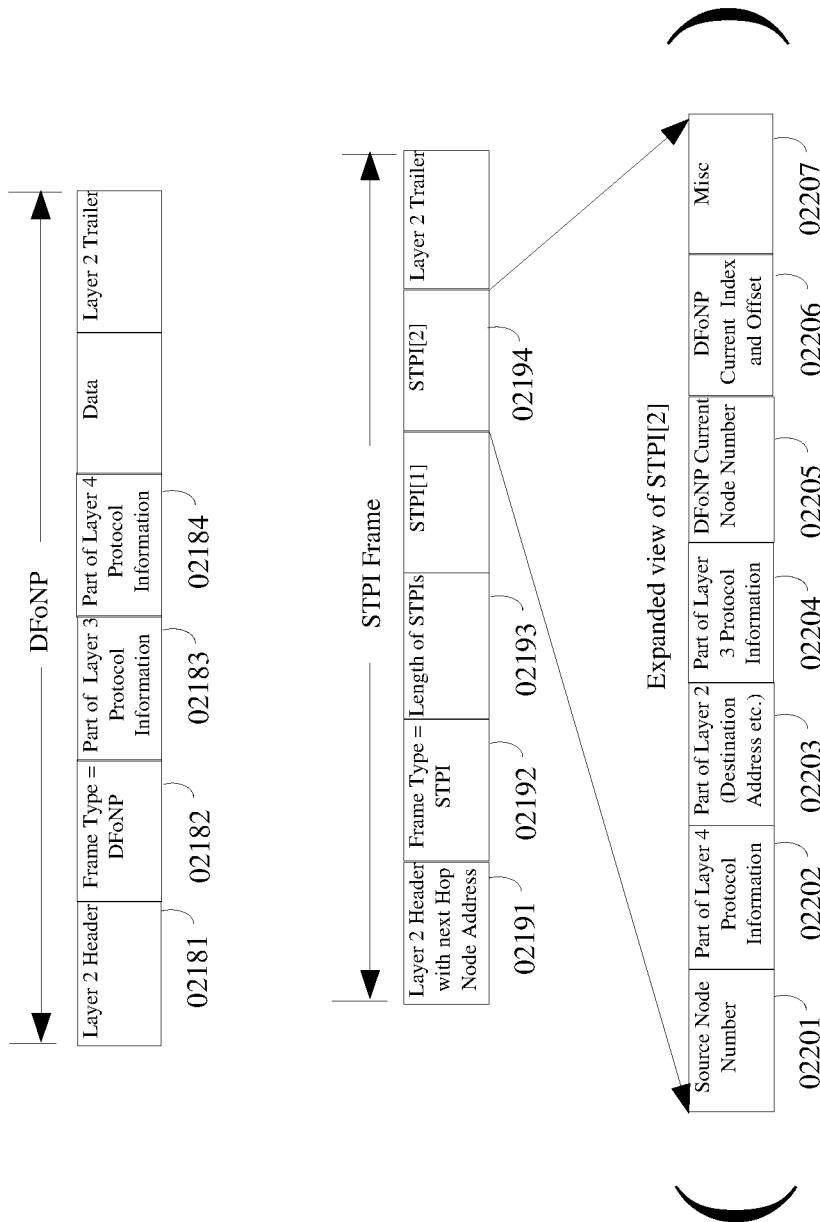 DFoNP
Layer 2 Header
Frame Type =
DFoNP
Part of Layer 3
Protocol
Information
Part of Layer 4
Protocol
Information
Data
Layer 2 Trailer
02181
02182
02183
02184
STPI Frame
Layer 2 Header
with next Hop
Node Address
Frame Type =
STPI
Length of STPIs
STPI[1]
STPI[2]
Layer 2 Trailer
02191
02192
02193
02194
Expanded view of STPI[2]
Source Node
Number
Part of Layer 4
Protocol
Information
Part of Layer 2
(Destination
Address etc.)
Part of Layer
3 Protocol
Information
DFoNP Current
Node Number
DFoNP
Current Index
and Offset
Misc
02201
02202
02203
02204
02205
02206
02207